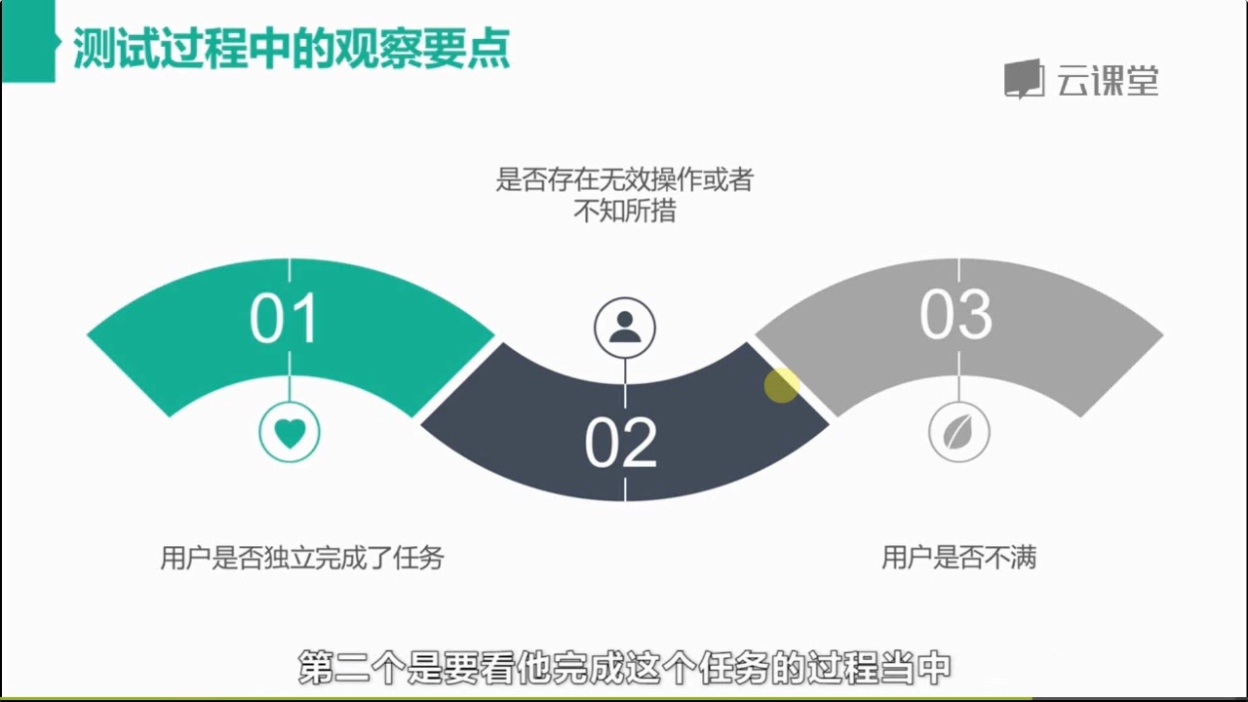 测试过程中的观察要点
云课堂
是否存在无效操作或者
不知所措
01
02
03
用户是否独立完成了任务
用户是否不满
第二个是要看他完成这个任务的过程当中